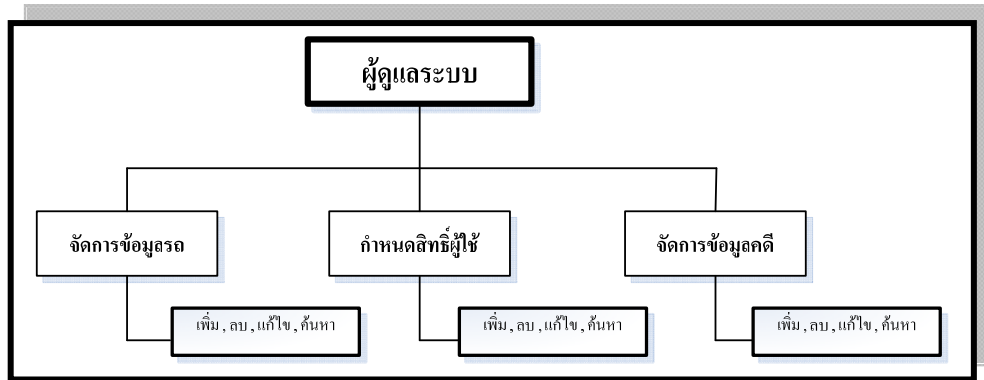 ผู้ดูแลระบบ
จัดการข้อมูลรถ
กำหนดสิทธิ์ผู้ใช้
จัดการข้อมูลคดี
เพิ่ม , ลบ , แก้ไข , ค้นหา
เพิ่ม , ลบ , แก้ไข , ค้นหา
เพิ่ม , ลบ , แก้ไข , ค้นหา